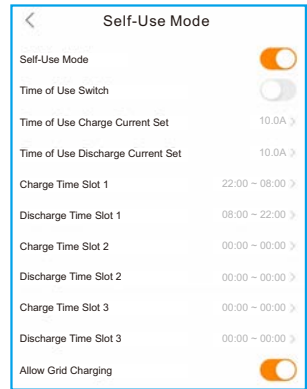 Self-Use Mode
Self-Use Mode
Time of Use Switch
Time of Use Charge Current Set 10.0A
Time of Use Discharge Current Set 10.0A
Charge Time Slot 1 22:00 ~ 08:00
Discharge Time Slot 1 08:00 ~ 22:00
Charge Time Slot 2 00:00 ~ 00:00
Discharge Time Slot 2 00:00 ~ 00:00
Charge Time Slot 3 00:00 ~ 00:00
Discharge Time Slot 3 00:00 ~ 00:00
Allow Grid Charging